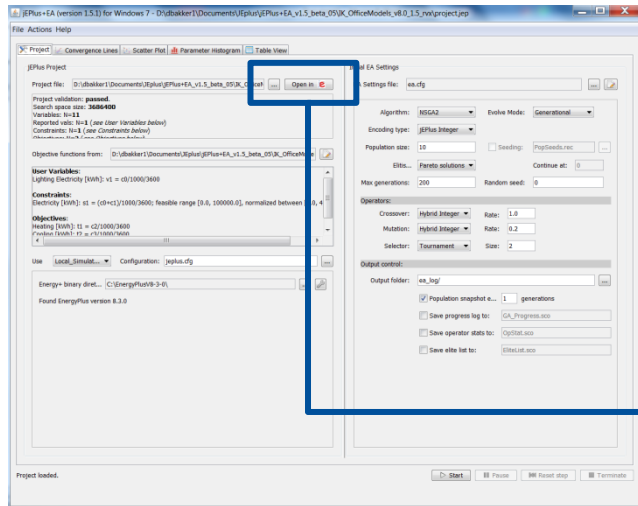 jEPlus+EA (version 1.5.1) for Windows 7 - D:\dbakker1\Documents\JEplus\jEPlus+EA_v1.5_beta_05\JK_OfficeModels_v8.0_1.5_rvx\project.jep
File Actions Help
Project Convergence Lines Scatter Plot Parameter Histogram Table View
jEPlus Project
Project file: D:\dbakker1\Documents\JEplus\jEPlus+EA_v1.5_beta_05\JK_Office ... Open in
Project validation: passed.
Search space size: 3686400
Variables: N=11
Reported vals: N=1 (see User Variables below)
Constraints: N=1 (see Constraints below)
Objective functions from: D:\dbakker1\Documents\JEplus\jEPlus+EA_v1.5_beta_05\JK_OfficeMode
User Variables:
Lighting Electricity [kWh]: v1 = c0/1000/3600
Constraints:
Electricity [kWh]: s1 = (c0+c1)/1000/3600; feasible range [0.0, 100000.0], normalized between
Objectives:
Heating [kWh]: t1 = c2/1000/3600
Cooling [kWh]: t2 = c3/1000/3600
Use Local_Simulat... Configuration: jeplus.cfg ...
Energy+ binary diret... C:\EnergyPlusV8-3-0\
Found EnergyPlus version 8.3.0
EA Settings
Settings file: ea.cfg ...
Algorithm: NSGA2 Evolve Mode: Generational
Encoding type: jEPlus Integer
Population size: 10 Seeding: PopSeeds.rec ...
Elitis... Pareto solutions Continue at: 0
Max generations: 200 Random seed: 0
Operators:
Crossover: Hybrid Integer Rate: 1.0
Mutation: Hybrid Integer Rate: 0.2
Selector: Tournament Size: 2
Output control:
Output folder: ea_log/ ...
Population snapshot e... 1 generations
Save progress log to: GA_Progress.sco
Save operator stats to: OpStat.sco
Save elite list to: EliteList.sco
Project loaded.
Start Pause Reset step Terminate